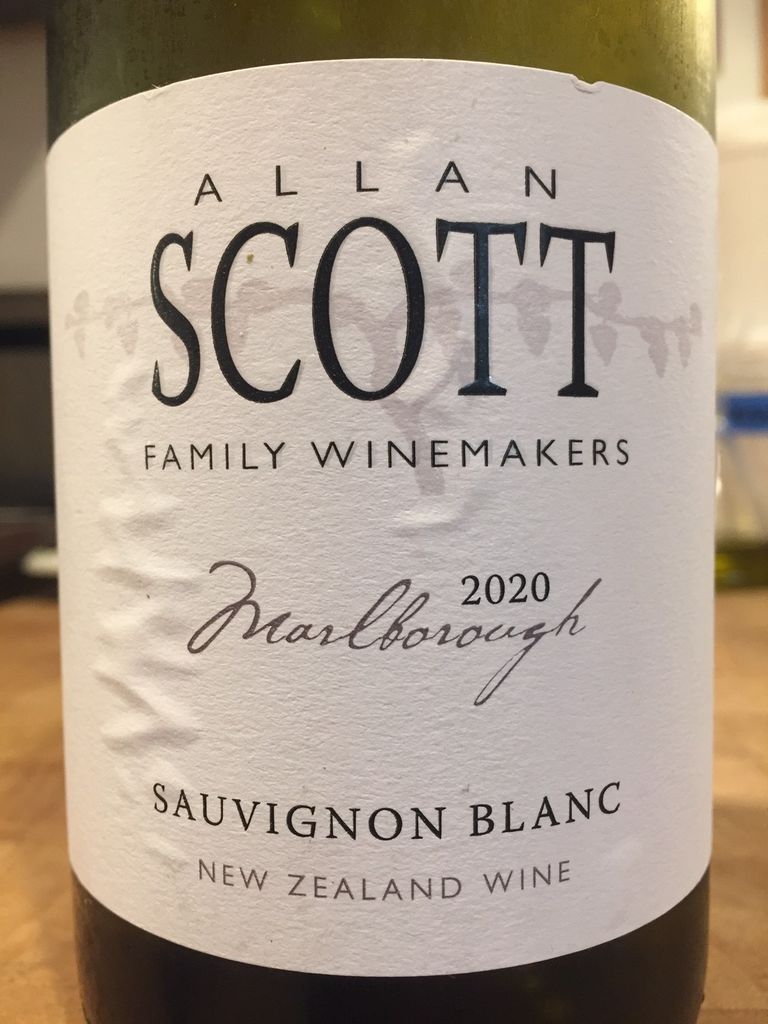 ALLAN
SCOTT
FAMILY WINEMAKERS
2020
Marlborough
SAUVIGNON BLANC
NEW ZEALAND WINE